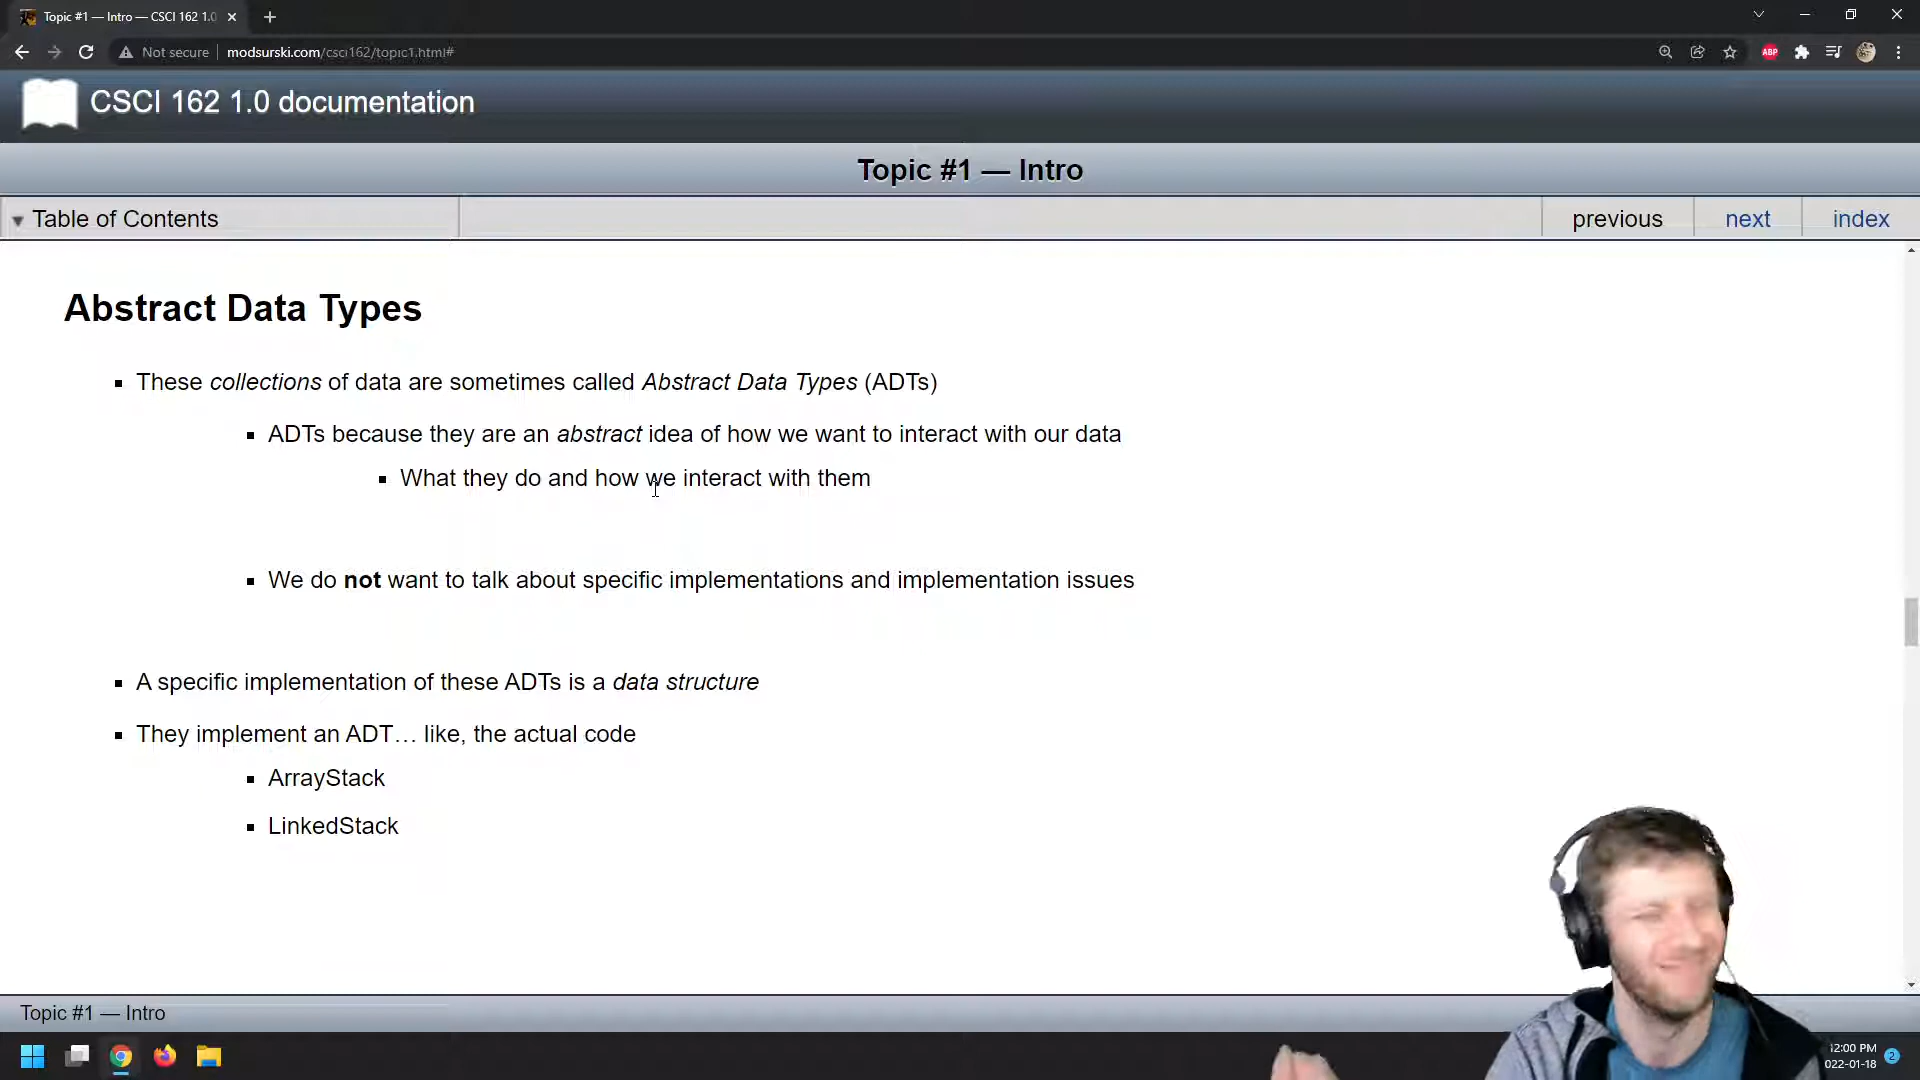 Topic #1 — Intro — CSCI 162 1.0
Not secure
modsurski.com/csci162/topic1.html#
ABP
CSCI 162 1.0 documentation
Topic #1 — Intro
Table of Contents
previous
next
index
Abstract Data Types
These collections of data are sometimes called Abstract Data Types (ADTs)
ADTs because they are an abstract idea of how we want to interact with our data
What they do and how we interact with them
We do not want to talk about specific implementations and implementation issues
A specific implementation of these ADTs is a data structure
They implement an ADT… like, the actual code
ArrayStack
LinkedStack
Topic #1 — Intro
12:00 PM
022-01-18
2